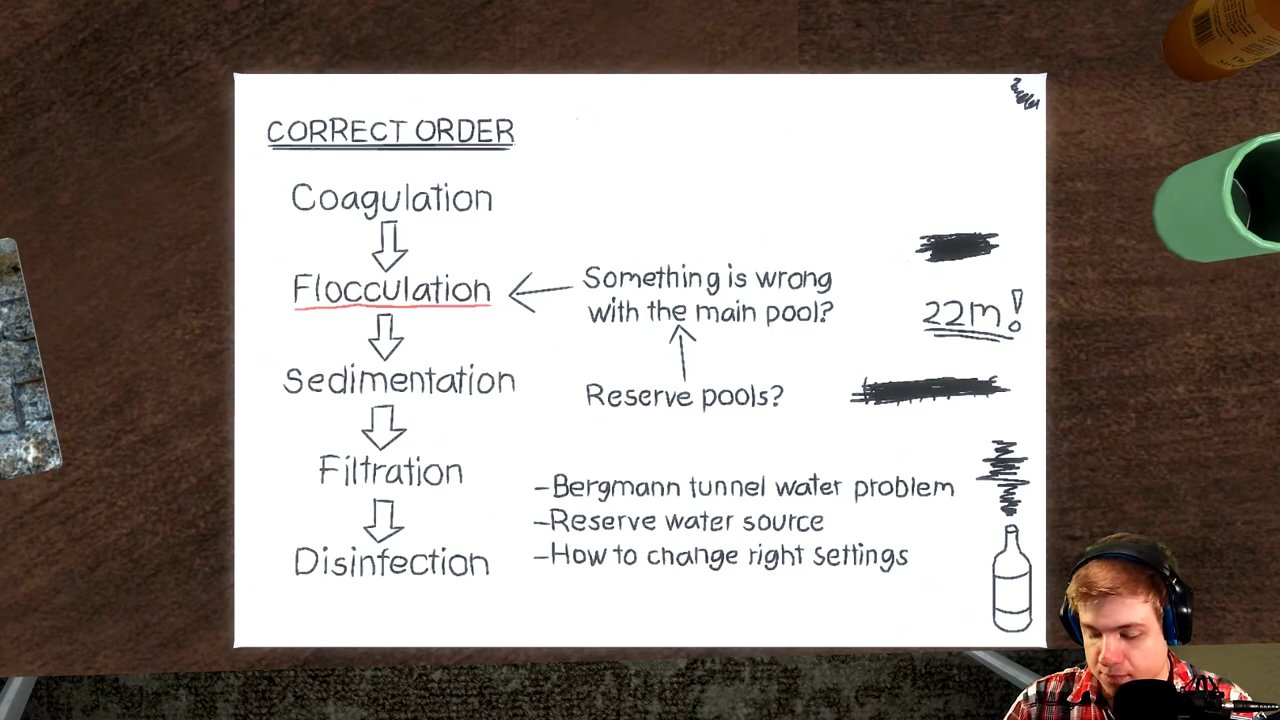 CORRECT ORDER
Coagulation
Flocculation
Something is wrong
with the main pool?
22m!
Sedimentation
Reserve pools?
Filtration
-Bergmann tunnel water problem
-Reserve water source
-How to change right settings
Disinfection